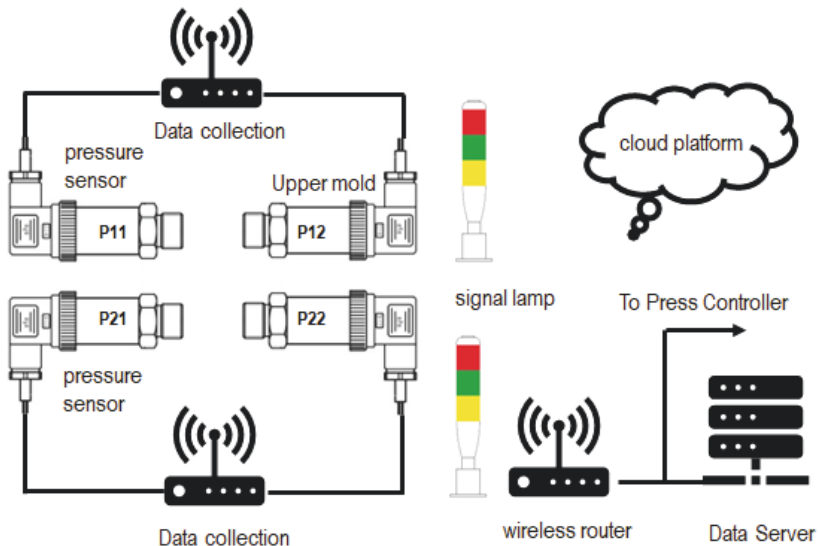 Data collection
pressure
sensor
Upper mold
cloud platform
P11
P12
signal lamp
To Press Controller
P21
P22
pressure
sensor
Data collection
wireless router
Data Server